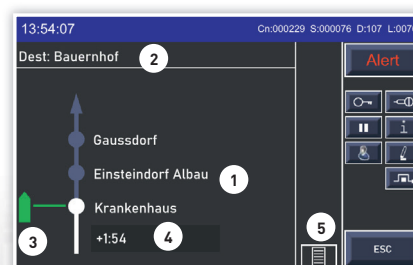 13:54:07 Cn:000229 S:000076 D:107 L:0070
Dest: Bauernhof 2
Alert
Gaussdorf
Einsteindorf Albau 1
Krankenhaus
3 +1:54 4 5
ESC